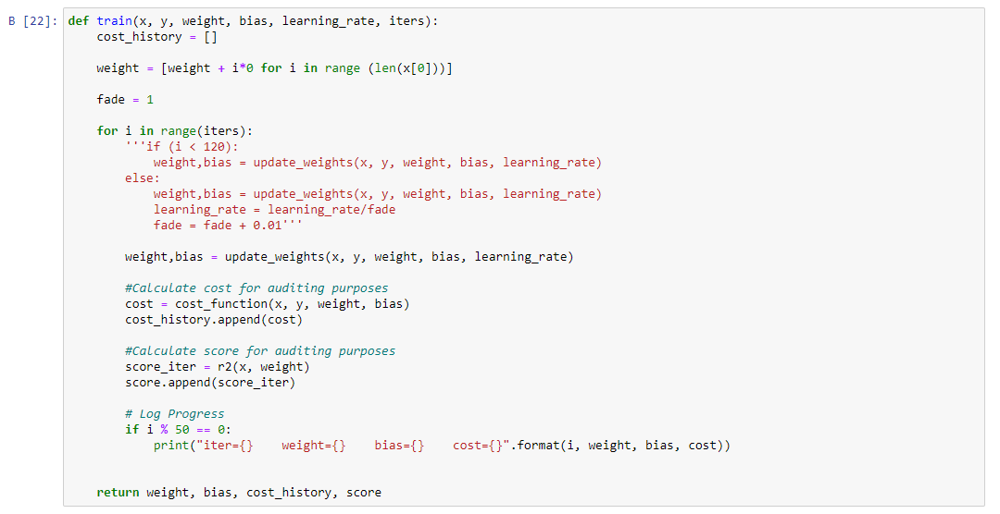 В [22]: def train(x, y, weight, bias, learning_rate, iters):
    cost_history = []

    weight = [weight + i*0 for i in range (len(x[0]))]

    fade = 1

    for i in range(iters):
        '''if (i < 120):
            weight,bias = update_weights(x, y, weight, bias, learning_rate)
        else:
            weight,bias = update_weights(x, y, weight, bias, learning_rate)
            learning_rate = learning_rate/fade
            fade = fade + 0.01'''

        weight,bias = update_weights(x, y, weight, bias, learning_rate)

        #Calculate cost for auditing purposes
        cost = cost_function(x, y, weight, bias)
        cost_history.append(cost)

        #Calculate score for auditing purposes
        score_iter = r2(x, weight)
        score.append(score_iter)

        # Log Progress
        if i % 50 == 0:
            print("iter={}    weight={}    bias={}    cost={}".format(i, weight, bias, cost))


    return weight, bias, cost_history, score